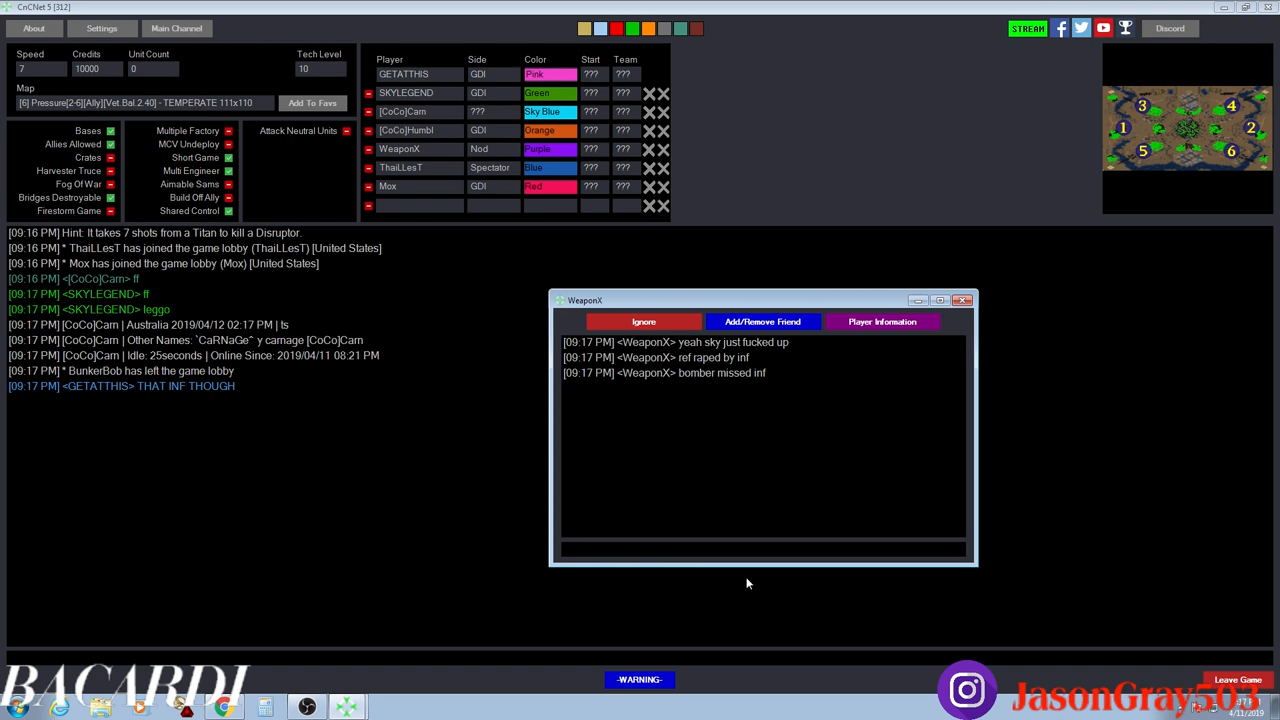 CnCNet 5 [312]
About
Settings
Main Channel
STREAM
Discord
Speed
Credits
Unit Count
Tech Level
7
10000
0
10
Map
[6] Pressure[2-6][Ally][Vet.Bal.2.40] - TEMPERATE 111x110
Add To Favs
Bases
Allies Allowed
Crates
Harvester Truce
Fog Of War
Bridges Destroyable
Firestorm Game
Multiple Factory
MCV Undeploy
Short Game
Multi Engineer
Aimable Sams
Build Off Ally
Shared Control
Attack Neutral Units
Player Side Color Start Team
GETATTHIS GDI Pink ??? ???
SKYLEGEND GDI Green ??? ???
[CoCo]Carn ??? Sky Blue ??? ???
[CoCo]Humbl GDI Orange ??? ???
WeaponX Nod Purple ??? ???
ThaiLLesT Spectator Blue ??? ???
Mox GDI Red ??? ???
3 4
1 2
5 6
[09:16 PM] Hint: It takes 7 shots from a Titan to kill a Disruptor.
[09:16 PM] * ThaiLLesT has joined the game lobby (ThaiLLesT) [United States]
[09:16 PM] * Mox has joined the game lobby (Mox) [United States]
[09:16 PM] <[CoCo]Carn> ff
[09:17 PM] <SKYLEGEND> ff
[09:17 PM] <SKYLEGEND> leggo
[09:17 PM] [CoCo]Carn | Australia 2019/04/12 02:17 PM | ts
[09:17 PM] [CoCo]Carn | Other Names: `CaRNaGe^ y carnage [CoCo]Carn
[09:17 PM] [CoCo]Carn | Idle: 25seconds | Online Since: 2019/04/11 08:21 PM
[09:17 PM] * BunkerBob has left the game lobby
[09:17 PM] <GETATTHIS> THAT INF THOUGH
WeaponX
Ignore
Add/Remove Friend
Player Information
[09:17 PM] <WeaponX> yeah sky just fucked up
[09:17 PM] <WeaponX> ref raped by inf
[09:17 PM] <WeaponX> bomber missed inf
-WARNING-
Leave Game
BACARDI
JasonGray503
4/11/2019